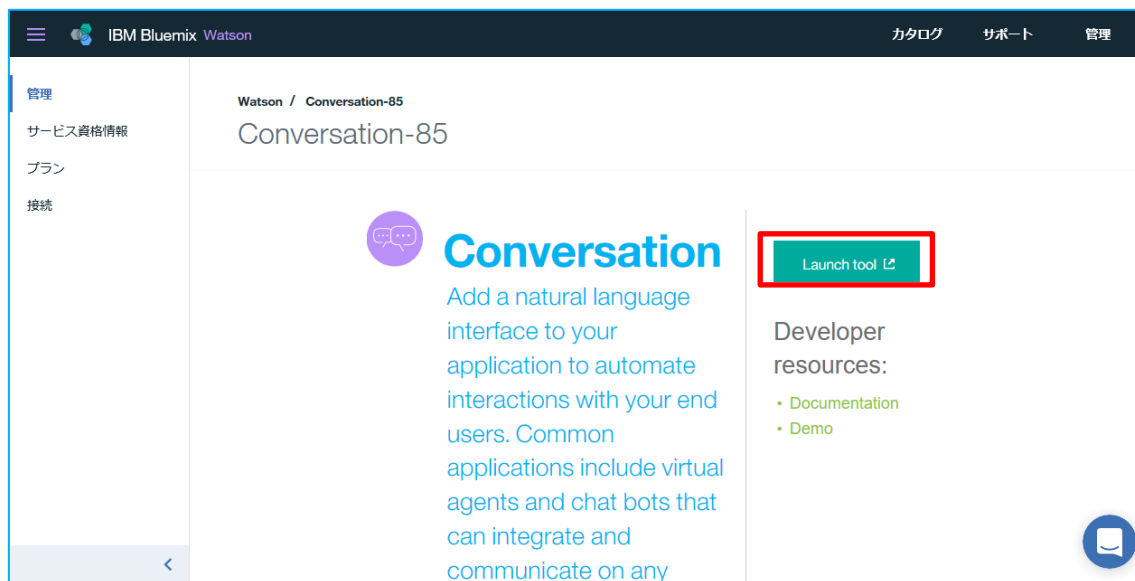 IBM Bluemix Watson
カタログ
サポート
管理
管理
サービス資格情報
プラン
接続
Watson / Conversation-85
Conversation-85
Conversation
Add a natural language
interface to your
application to automate
interactions with your end
users. Common
applications include virtual
agents and chat bots that
can integrate and
communicate on any
Launch tool
Developer
resources:
• Documentation
• Demo